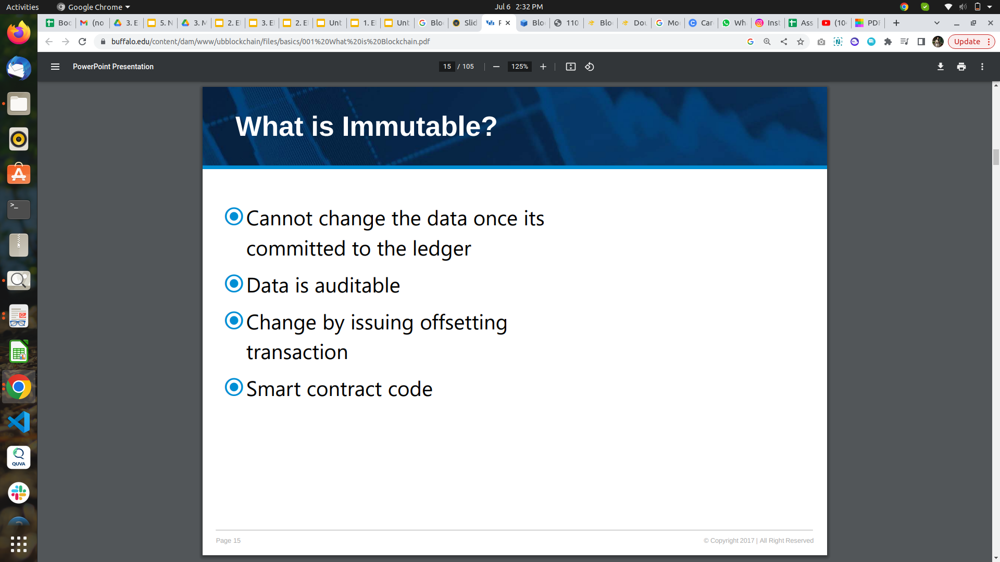 Activities
Google Chrome
Jul 6 2:32 PM
Boc
(no
3. E
5. N
3. M
2. E
3. E
2. E
Unt
1. E
Unt
Blo
Slid
Blo
110
Blo
Dou
Mo
Car
Wh
Inst
Ass
(10
PDF
buffalo.edu/content/dam/www/ubblockchain/files/basics/001%20What%20is%20Blockchain.pdf
Update
PowerPoint Presentation
15 / 105
125%
What is Immutable?
Cannot change the data once its
committed to the ledger
Data is auditable
Change by issuing offsetting
transaction
Smart contract code
QUVA
Page 15
© Copyright 2017 | All Right Reserved